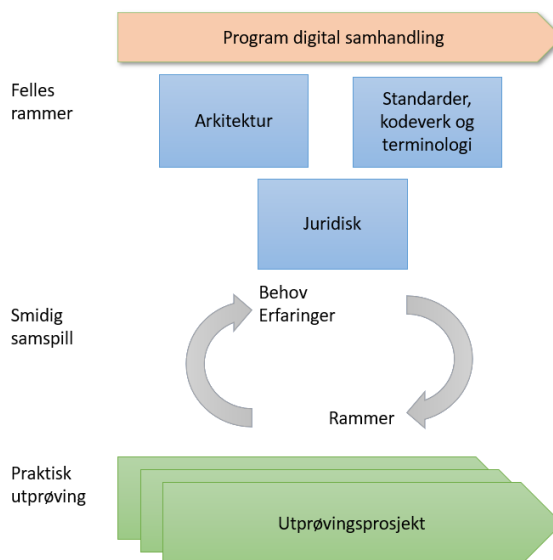 Program digital samhandling
Felles
rammer
Arkitektur
Standarder,
kodeverk og
terminologi
Juridisk
Smidig
samspill
Behov
Erfaringer
Rammer
Praktisk
utprøving
Utprøvingsprosjekt